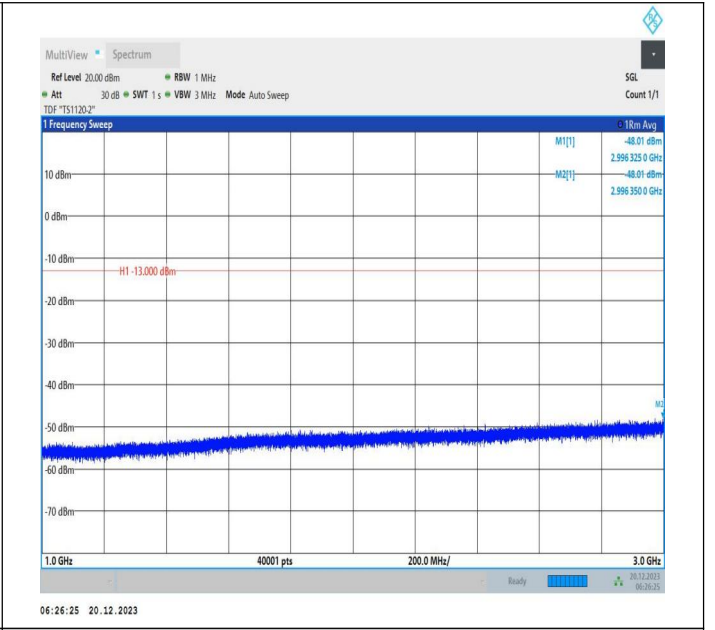 R S
MultiView Spectrum
Ref Level 20.00 dBm RBW 1 MHz SGL
Att 30 dB SWT 1 s VBW 3 MHz Mode Auto Sweep Count 1/1
TDF "TS1120-2"
1 Frequency Sweep 1Rm Avg
M1[1] -48.01 dBm
2.996 325 0 GHz
10 dBm M2[1] -48.01 dBm
2.996 350 0 GHz
0 dBm
-10 dBm
H1 -13.000 dBm
-20 dBm
-30 dBm
-40 dBm
M2
-50 dBm
-60 dBm
-70 dBm
1.0 GHz 40001 pts 200.0 MHz/ 3.0 GHz
Ready 20.12.2023
06:26:25
06:26:25 20.12.2023